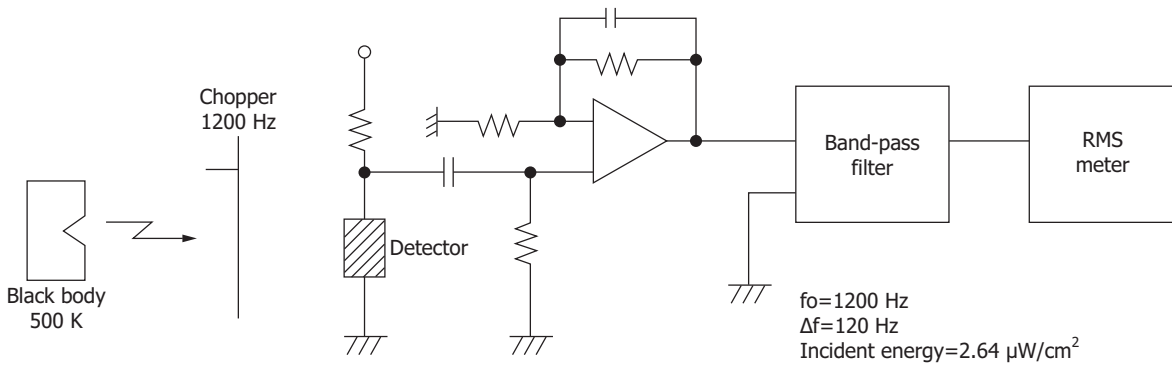 Chopper
1200 Hz
Black body
500 K
Detector
Band-pass
filter
RMS
meter
fo=1200 Hz
Δf=120 Hz
Incident energy=2.64 μW/cm²